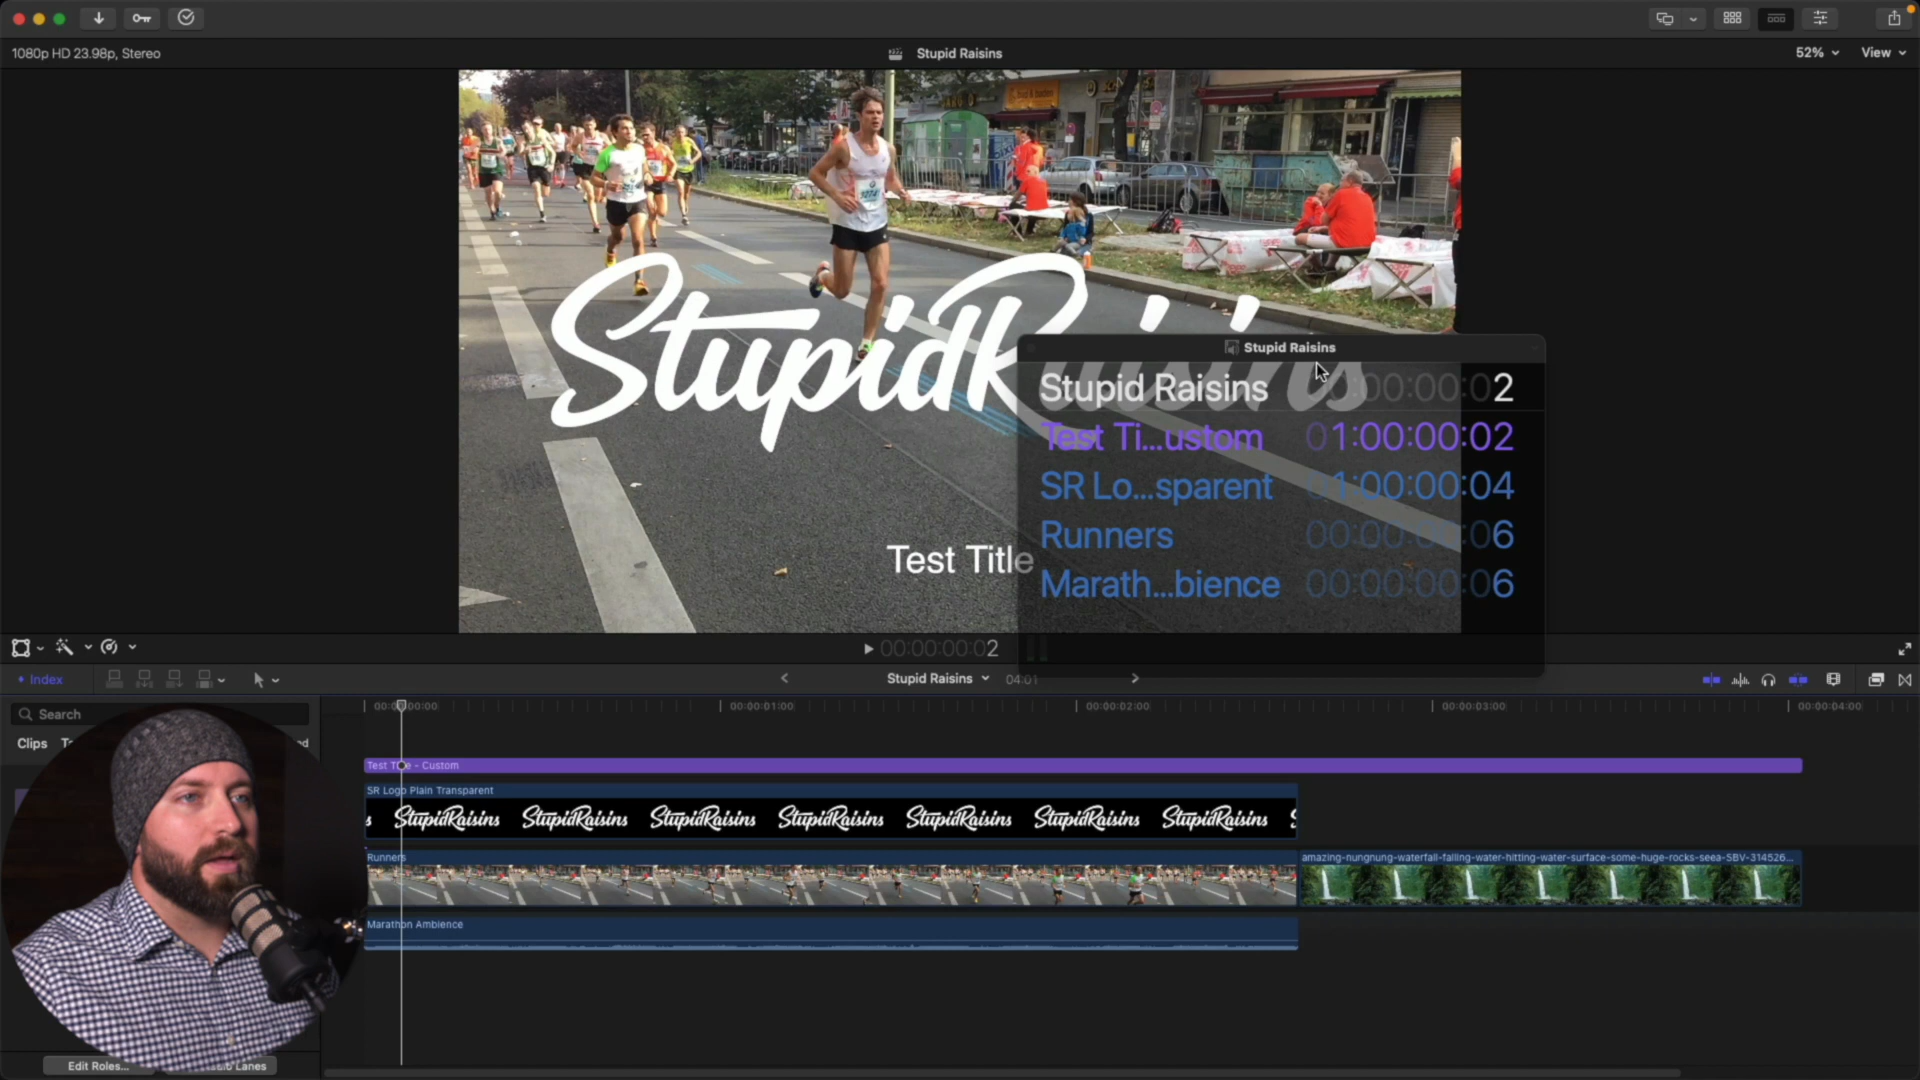 1080p HD 23.98p, Stereo
Stupid Raisins
52%
View
StupidRaisins
Test Title
Stupid Raisins
Stupid Raisins 00:00:00:02
Test Ti...ustom 01:00:00:02
SR Lo...sparent 01:00:00:04
Runners 00:00:00:06
Marath...bience 00:00:00:06
00:00:00:02
Index
Stupid Raisins
04:01
Search
Clips
00:00:01:00
00:00:02:00
00:00:03:00
00:00:04:00
Test Title - Custom
SR Logo Plain Transparent
StupidRaisins StupidRaisins StupidRaisins StupidRaisins StupidRaisins StupidRaisins StupidRaisins
Runners
amazing-nungnung-waterfall-falling-water-hitting-water-surface-some-huge-rocks-seea-SBV-314526...
Marathon Ambience
Edit Roles...
Lanes